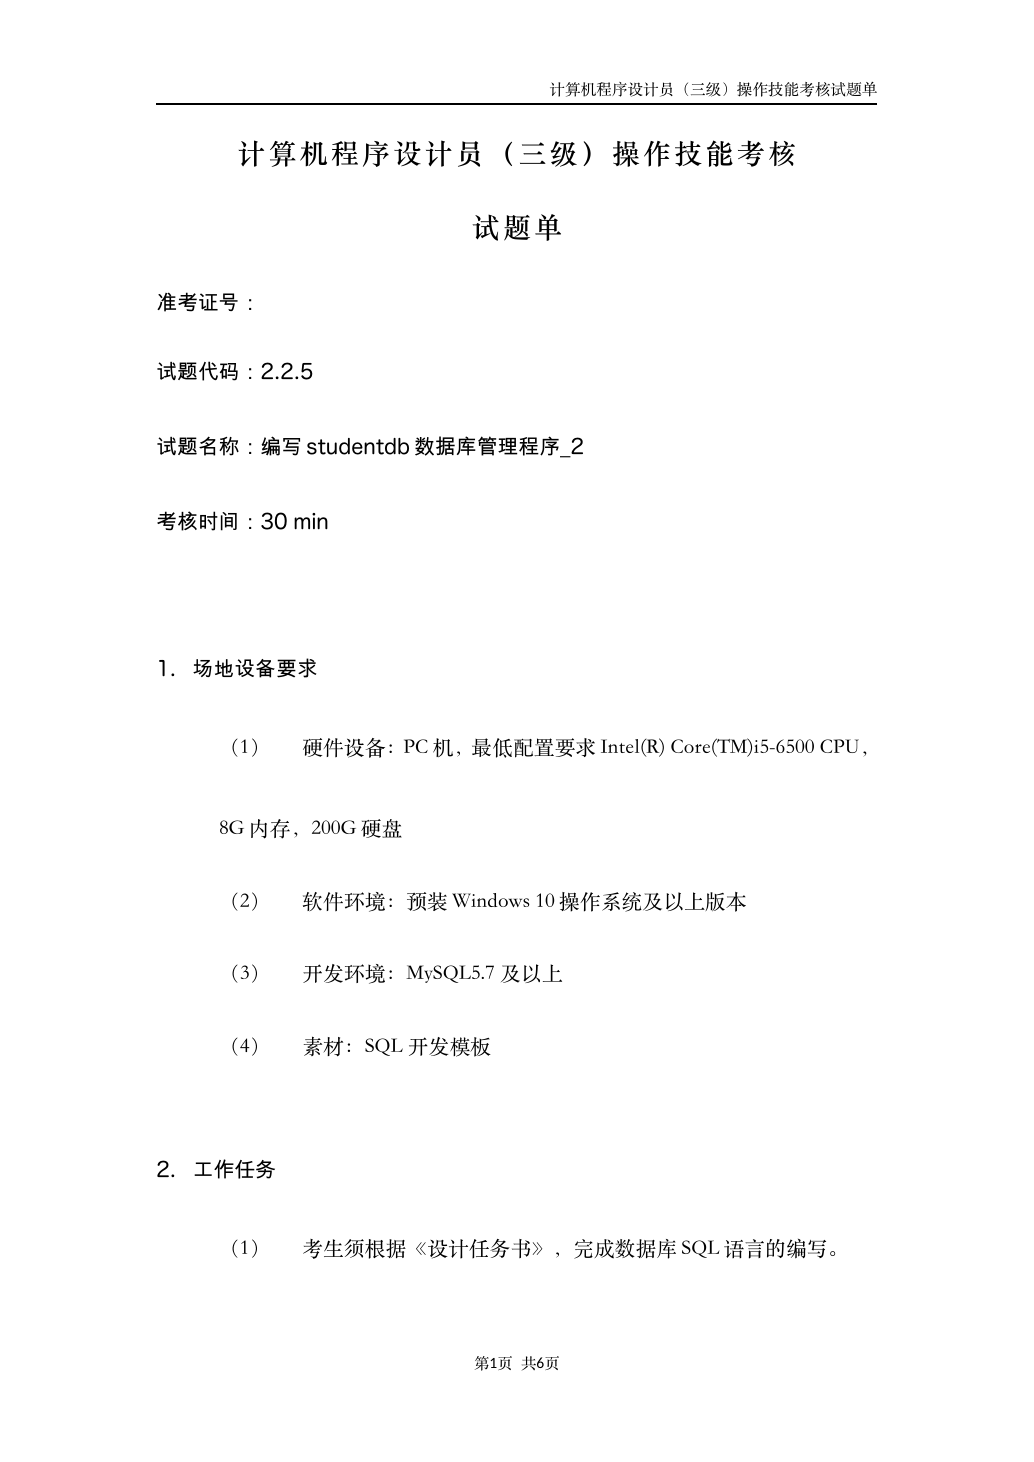 计算机程序设计员（三级）操作技能考核试题单
计算机程序设计员（三级）操作技能考核
试题单
准考证号：
试题代码：2.2.5
试题名称：编写 studentdb 数据库管理程序_2
考核时间：30 min
1. 场地设备要求
（1） 硬件设备：PC 机，最低配置要求 Intel(R) Core(TM)i5-6500 CPU，
8G 内存，200G 硬盘
（2） 软件环境：预装 Windows 10 操作系统及以上版本
（3） 开发环境：MySQL5.7 及以上
（4） 素材：SQL 开发模板
2. 工作任务
（1） 考生须根据《设计任务书》，完成数据库 SQL 语言的编写。
第1页 共6页